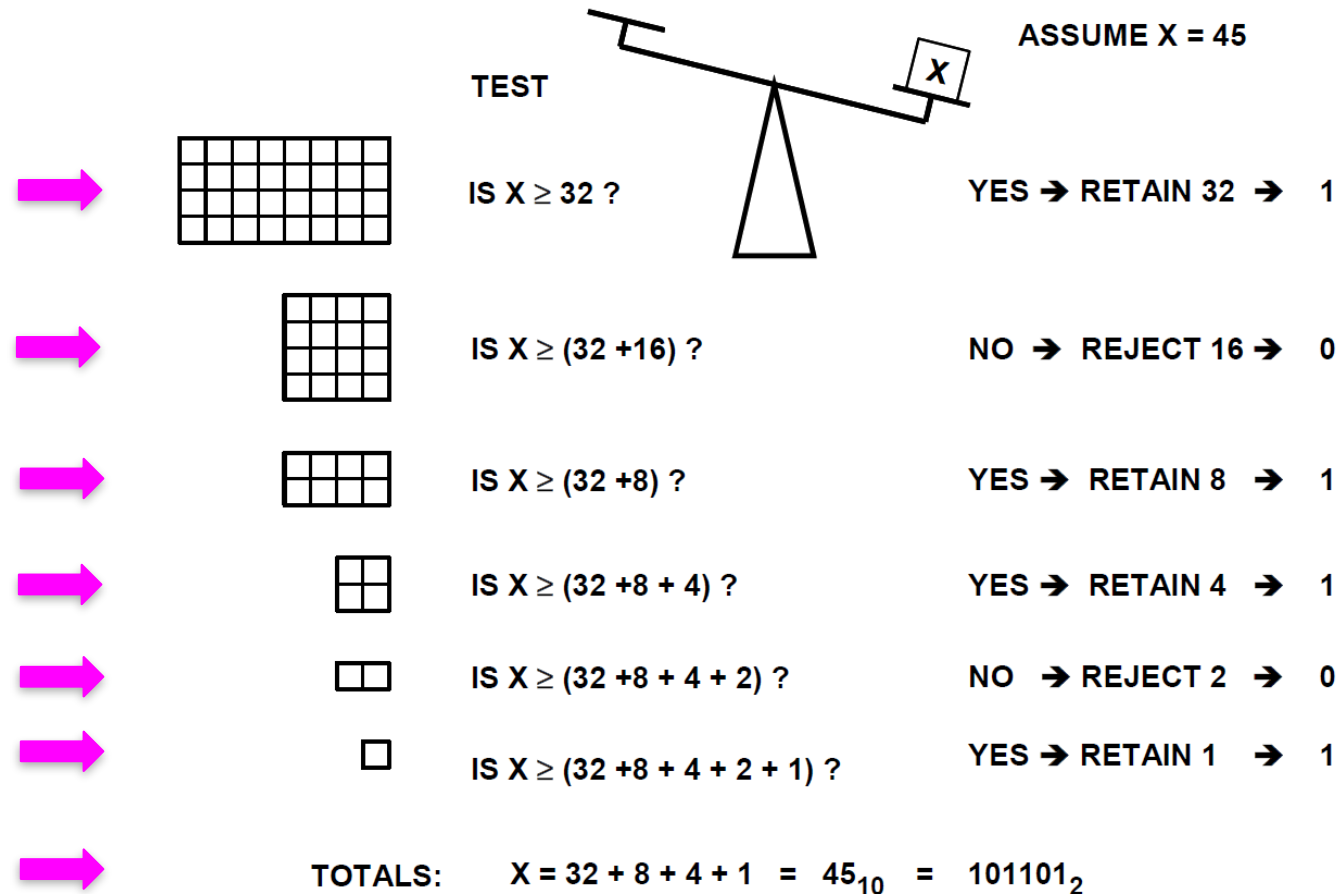 ASSUME X = 45
X
TEST
IS X ≥ 32 ? YES ➔ RETAIN 32 ➔ 1
IS X ≥ (32 +16) ? NO ➔ REJECT 16 ➔ 0
IS X ≥ (32 +8) ? YES ➔ RETAIN 8 ➔ 1
IS X ≥ (32 +8 + 4) ? YES ➔ RETAIN 4 ➔ 1
IS X ≥ (32 +8 + 4 + 2) ? NO ➔ REJECT 2 ➔ 0
IS X ≥ (32 +8 + 4 + 2 + 1) ? YES ➔ RETAIN 1 ➔ 1
TOTALS: X = 32 + 8 + 4 + 1 = 45₁₀ = 101101₂